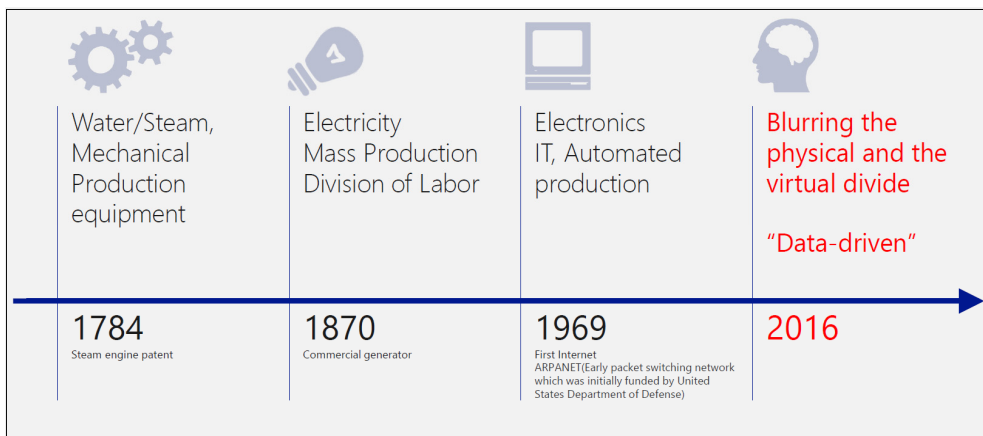 Water/Steam,
Mechanical
Production
equipment
Electricity
Mass Production
Division of Labor
Electronics
IT, Automated
production
Blurring the
physical and the
virtual divide
“Data-driven”
1784
Steam engine patent
1870
Commercial generator
1969
First Internet
ARPANET(Early packet switching network
which was initially funded by United
States Department of Defense)
2016